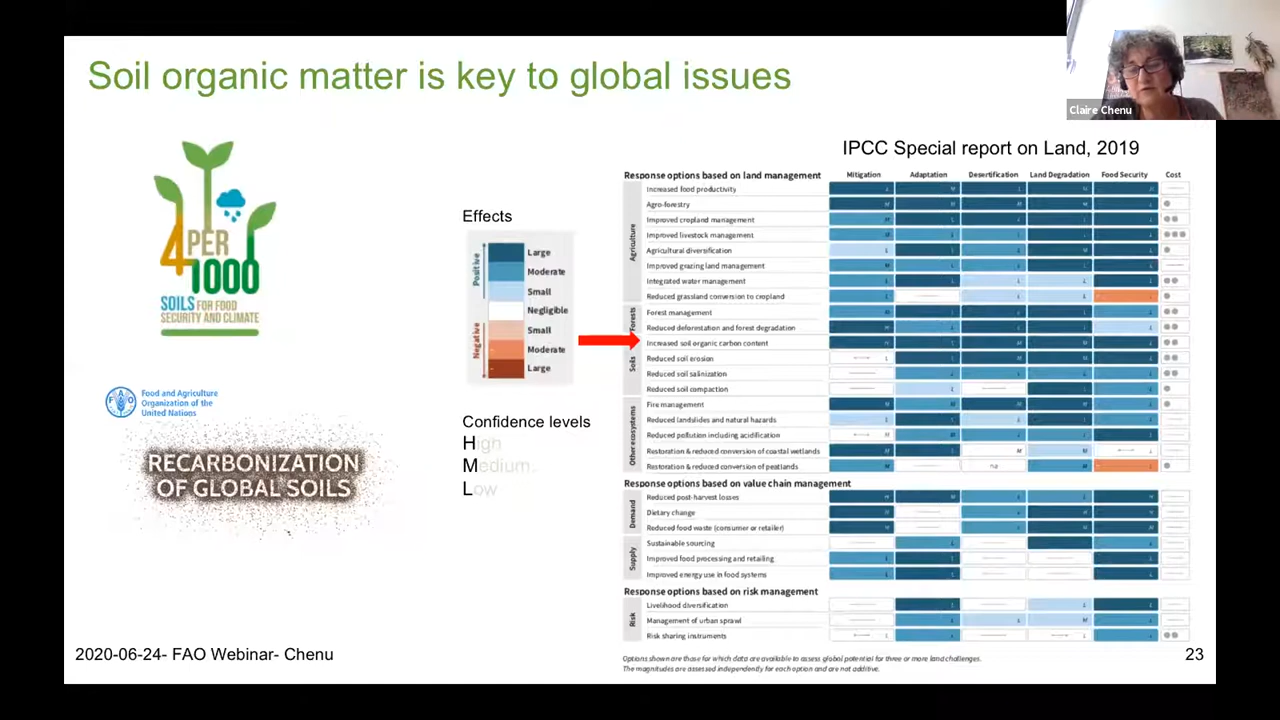 Soil organic matter is key to global issues
Claire Chenu
4 PER
1000
SOILS FOR FOOD
SECURITY AND CLIMATE
Food and Agriculture
Organization of the
United Nations
FAO
RECARBONIZATION
OF GLOBAL SOILS
Effects
Positive
Negative
Large
Moderate
Small
Negligible
Small
Moderate
Large
Confidence levels
High
Medium
Low
IPCC Special report on Land, 2019
Response options based on land management Mitigation Adaptation Desertification Land Degradation Food Security Cost
Agriculture
Increased food productivity
Agro-forestry
Improved cropland management
Improved livestock management
Agricultural diversification
Improved grazing land management
Integrated water management
Reduced grassland conversion to cropland
Forests
Forest management
Reduced deforestation and forest degradation
Soils
Increased soil organic carbon content
Reduced soil erosion
Reduced soil salinization
Reduced soil compaction
Other ecosystems
Fire management
Reduced landslides and natural hazards
Reduced pollution including acidification
Restoration & reduced conversion of coastal wetlands
Restoration & reduced conversion of peatlands na
Response options based on value chain management
Demand
Reduced post-harvest losses
Dietary change
Reduced food waste (consumer or retailer)
Supply
Sustainable sourcing
Improved food processing and retailing
Improved energy use in food systems
Response options based on risk management
Risk
Livelihood diversification
Management of urban sprawl
Risk sharing instruments
Options shown are those for which data are available to assess global potential for three or more land challenges.
The magnitudes are assessed independently for each option and are not additive.
2020-06-24- FAO Webinar- Chenu
23